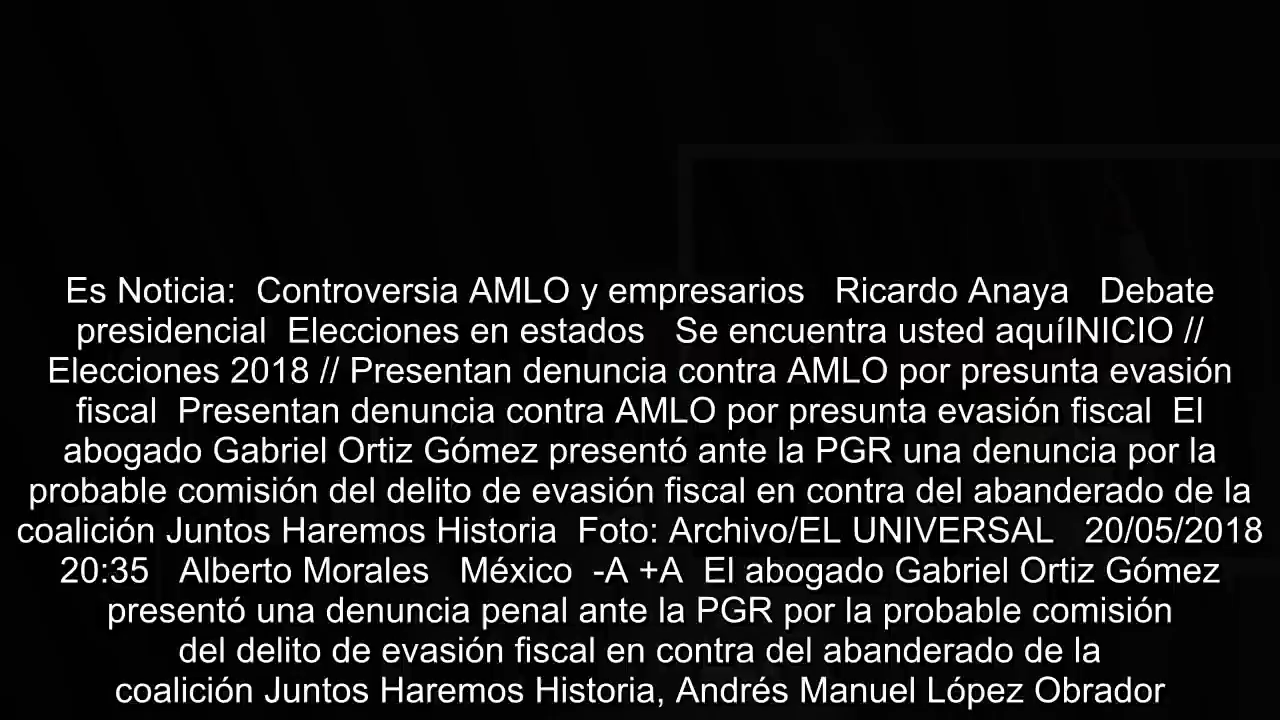 Es Noticia:  Controversia AMLO y empresarios   Ricardo Anaya   Debate
presidencial  Elecciones en estados   Se encuentra usted aquíINICIO //
Elecciones 2018 // Presentan denuncia contra AMLO por presunta evasión
fiscal  Presentan denuncia contra AMLO por presunta evasión fiscal  El
abogado Gabriel Ortiz Gómez presentó ante la PGR una denuncia por la
probable comisión del delito de evasión fiscal en contra del abanderado de la
coalición Juntos Haremos Historia  Foto: Archivo/EL UNIVERSAL   20/05/2018
20:35   Alberto Morales   México  -A +A  El abogado Gabriel Ortiz Gómez
presentó una denuncia penal ante la PGR por la probable comisión
del delito de evasión fiscal en contra del abanderado de la
coalición Juntos Haremos Historia, Andrés Manuel López Obrador